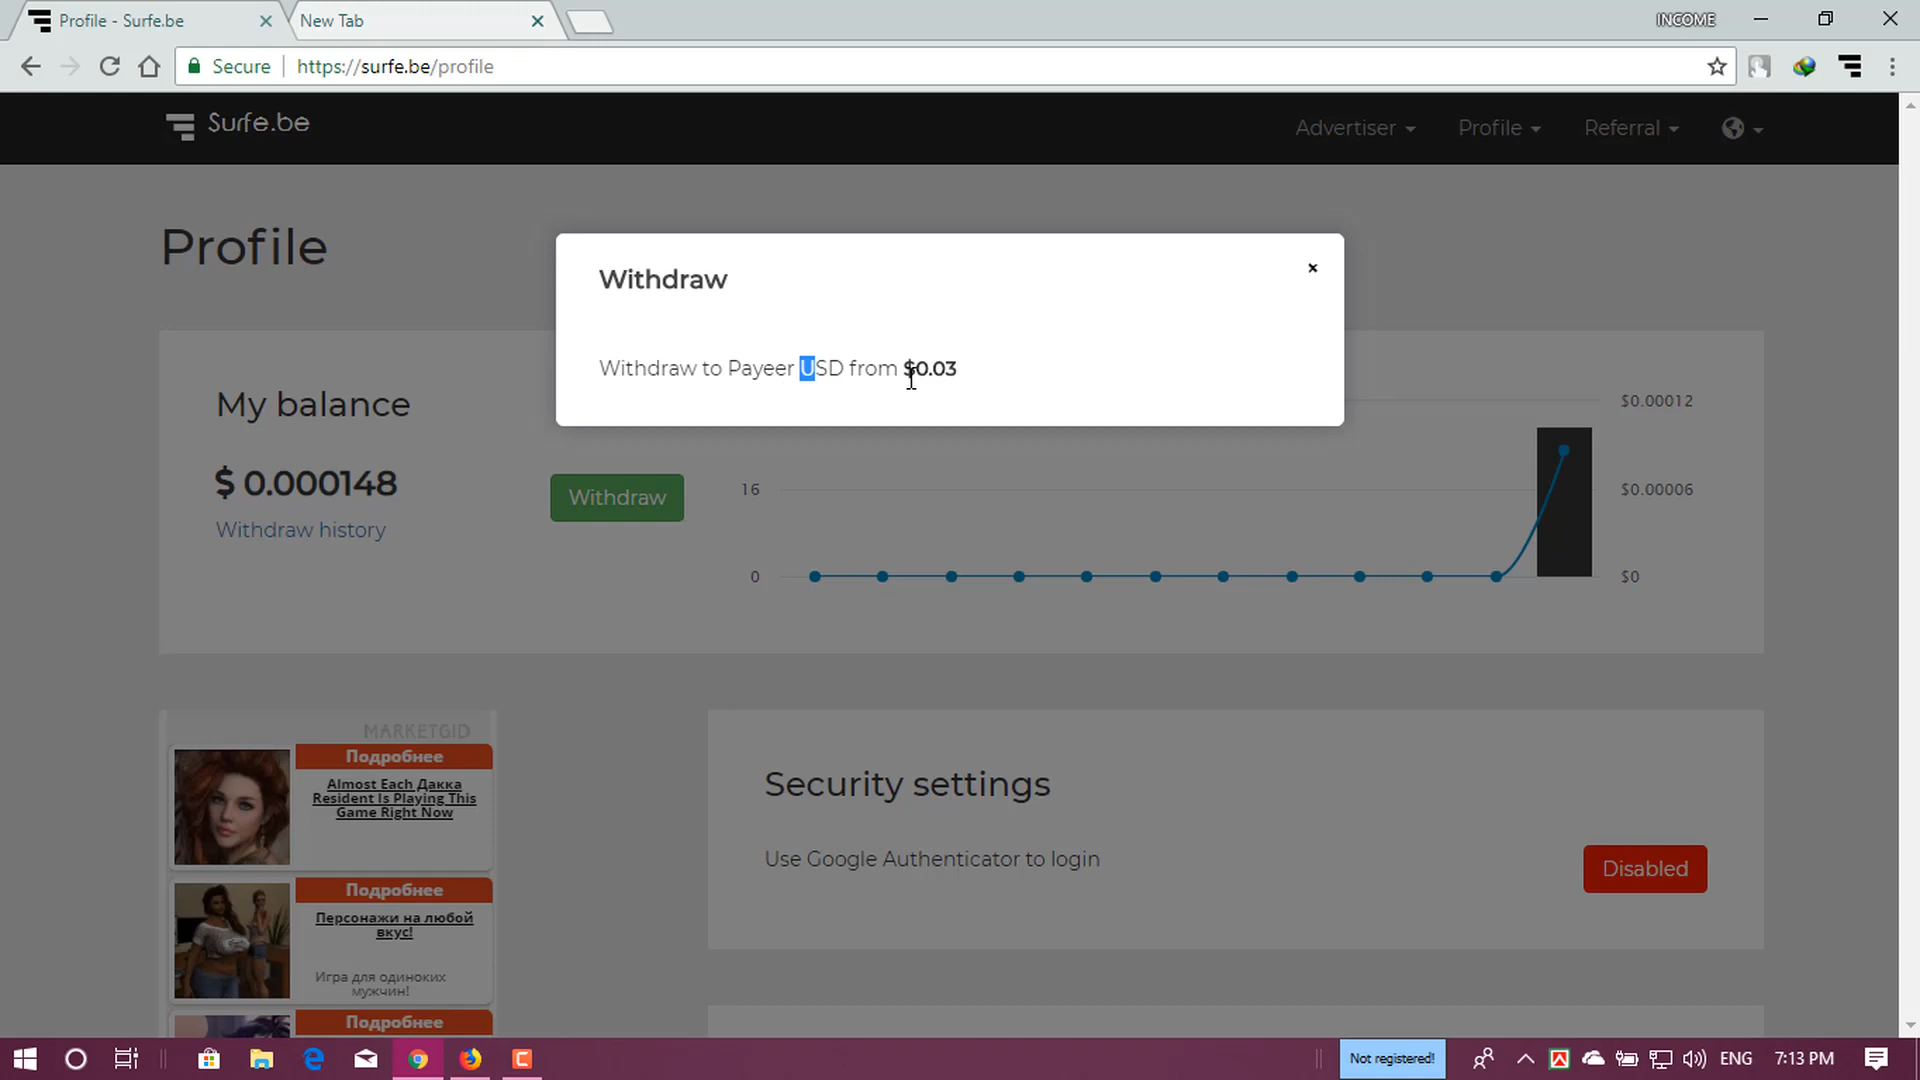 Profile - Surfe.be
New Tab
INCOME
Secure
https://surfe.be/profile
Surfe.be
Advertiser
Profile
Referral
Profile
Withdraw
×
Withdraw to Payeer USD from $0.03
My balance
$ 0.000148
Withdraw
Withdraw history
16
0
$0.00012
$0.00006
$0
MARKETGID
Подробнее
Almost Each Дакка
Resident Is Playing This
Game Right Now
Подробнее
Персонажи на любой
вкус!
Игра для одиноких
мужчин!
Подробнее
Security settings
Use Google Authenticator to login
Disabled
Not registered!
ENG
7:13 PM